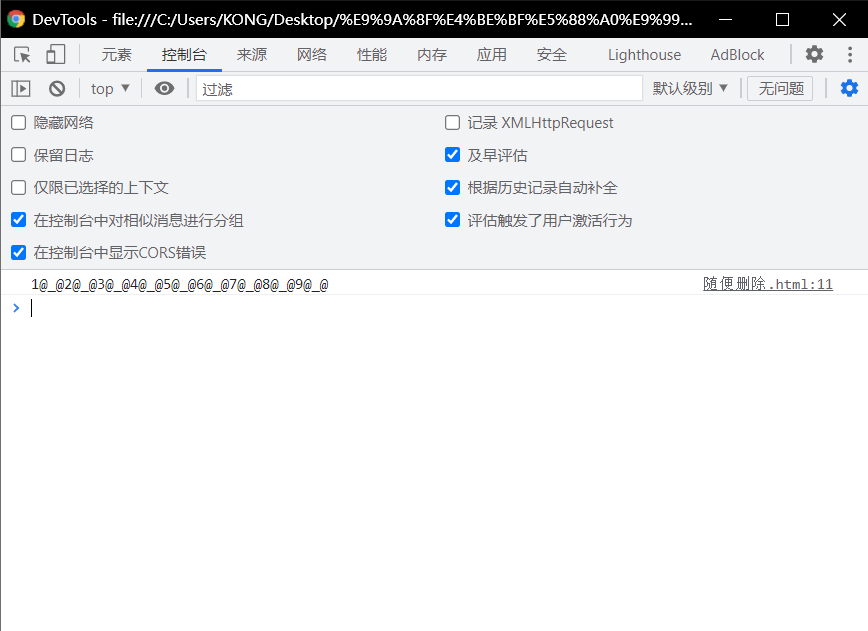 DevTools - file:///C:/Users/KONG/Desktop/%E9%9A%8F%E4%BE%BF%E5%88%A0%E9%99...
元素 控制台 来源 网络 性能 内存 应用 安全 Lighthouse AdBlock
top 过滤 默认级别 无问题
隐藏网络 记录 XMLHttpRequest
保留日志 及早评估
仅限已选择的上下文 根据历史记录自动补全
在控制台中对相似消息进行分组 评估触发了用户激活行为
在控制台中显示CORS错误
1@_@2@_@3@_@4@_@5@_@6@_@7@_@8@_@9@_@ 随便删除.html:11